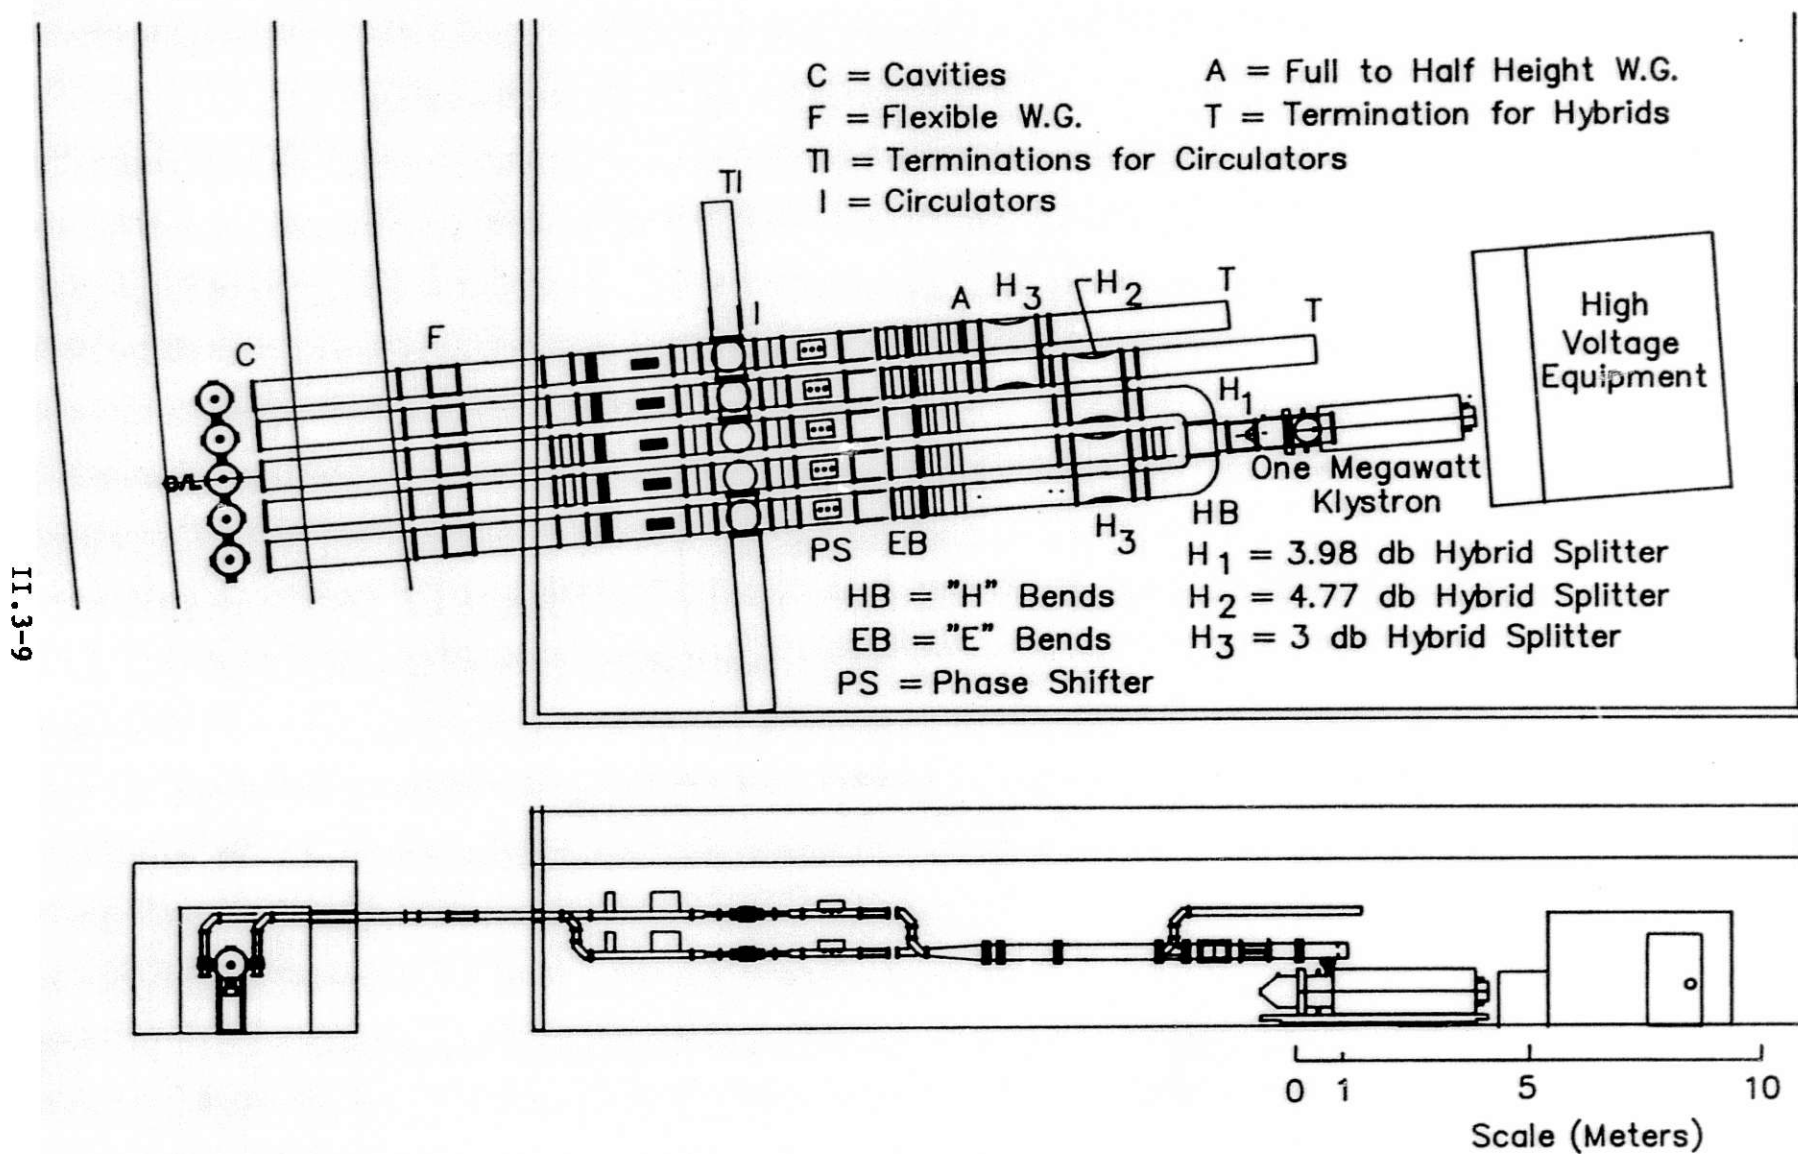 C = Cavities
A = Full to Half Height W.G.
F = Flexible W.G.
T = Termination for Hybrids
TI = Terminations for Circulators
I = Circulators
TI
I
A
H3
H2
T
T
C
F
High
Voltage
Equipment
H1
B/L
One Megawatt
Klystron
HB
H3
PS
EB
H1 = 3.98 db Hybrid Splitter
HB = "H" Bends
H2 = 4.77 db Hybrid Splitter
EB = "E" Bends
H3 = 3 db Hybrid Splitter
PS = Phase Shifter
II.3-9
0 1 5 10
Scale (Meters)